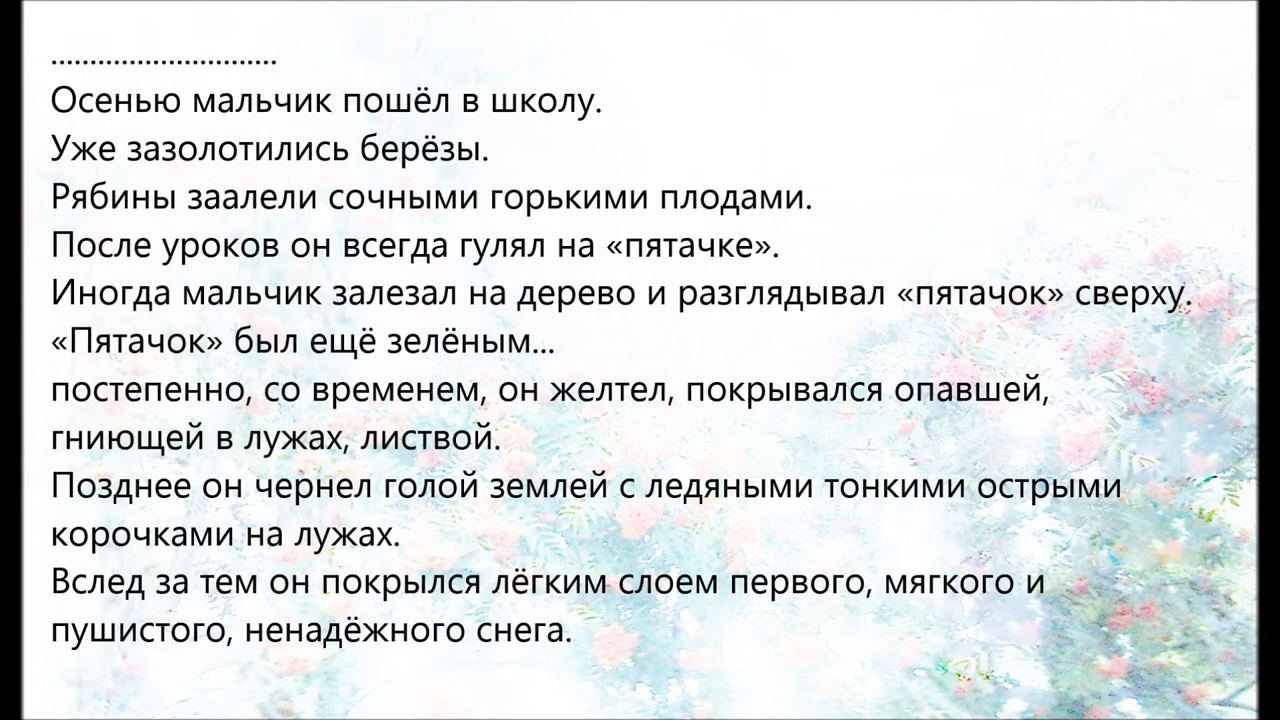 .............................
Осенью мальчик пошёл в школу.
Уже зазолотились берёзы.
Рябины заалели сочными горькими плодами.
После уроков он всегда гулял на «пятачке».
Иногда мальчик залезал на дерево и разглядывал «пятачок» сверху.
«Пятачок» был ещё зелёным...
постепенно, со временем, он желтел, покрывался опавшей,
гниющей в лужах, листвой.
Позднее он чернел голой землей с ледяными тонкими острыми
корочками на лужах.
Вслед за тем он покрылся лёгким слоем первого, мягкого и
пушистого, ненадёжного снега.